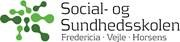 Social- og
Sundhedsskolen
Fredericia · Vejle · Horsens